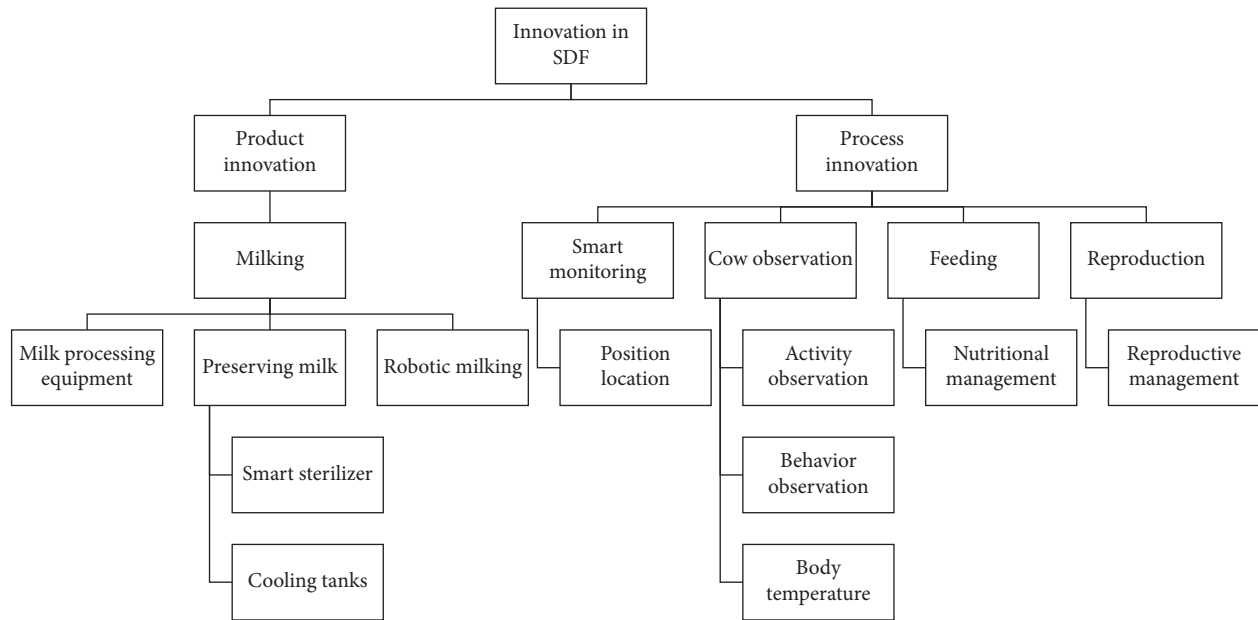 Innovation in
SDF
Product
innovation
Process
innovation
Milking
Smart
monitoring
Cow observation
Feeding
Reproduction
Milk processing
equipment
Preserving milk
Robotic milking
Position
location
Activity
observation
Nutritional
management
Reproductive
management
Smart sterilizer
Behavior
observation
Cooling tanks
Body
temperature